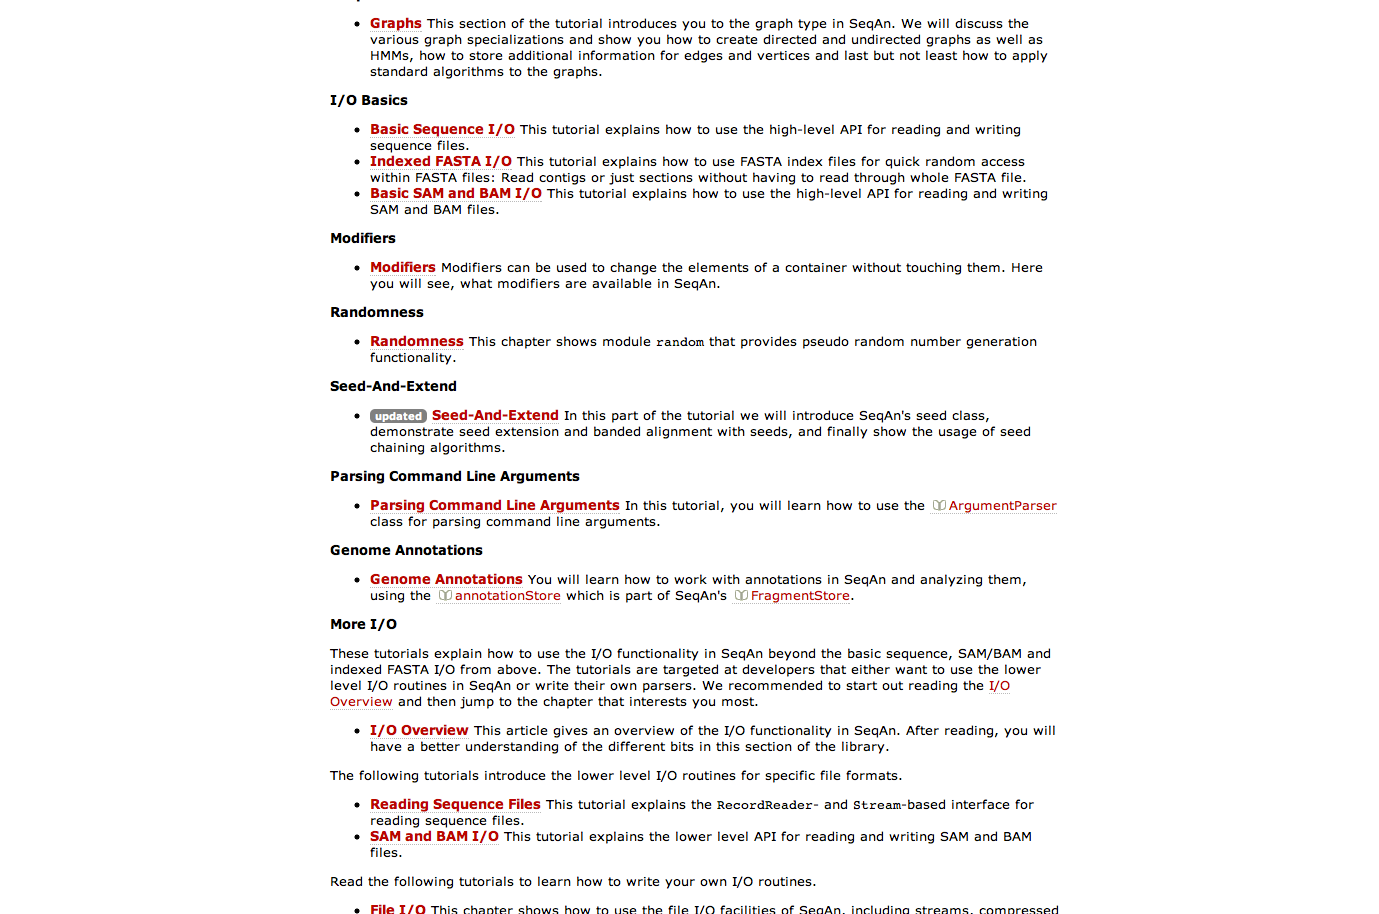 • Graphs This section of the tutorial introduces you to the graph type in SeqAn. We will discuss the
various graph specializations and show you how to create directed and undirected graphs as well as
HMMs, how to store additional information for edges and vertices and last but not least how to apply
standard algorithms to the graphs.
I/O Basics
• Basic Sequence I/O This tutorial explains how to use the high-level API for reading and writing
sequence files.
• Indexed FASTA I/O This tutorial explains how to use FASTA index files for quick random access
within FASTA files: Read contigs or just sections without having to read through whole FASTA file.
• Basic SAM and BAM I/O This tutorial explains how to use the high-level API for reading and writing
SAM and BAM files.
Modifiers
• Modifiers Modifiers can be used to change the elements of a container without touching them. Here
you will see, what modifiers are available in SeqAn.
Randomness
• Randomness This chapter shows module random that provides pseudo random number generation
functionality.
Seed-And-Extend
• updated Seed-And-Extend In this part of the tutorial we will introduce SeqAn's seed class,
demonstrate seed extension and banded alignment with seeds, and finally show the usage of seed
chaining algorithms.
Parsing Command Line Arguments
• Parsing Command Line Arguments In this tutorial, you will learn how to use the ArgumentParser
class for parsing command line arguments.
Genome Annotations
• Genome Annotations You will learn how to work with annotations in SeqAn and analyzing them,
using the annotationStore which is part of SeqAn's FragmentStore.
More I/O
These tutorials explain how to use the I/O functionality in SeqAn beyond the basic sequence, SAM/BAM and
indexed FASTA I/O from above. The tutorials are targeted at developers that either want to use the lower
level I/O routines in SeqAn or write their own parsers. We recommended to start out reading the I/O
Overview and then jump to the chapter that interests you most.
• I/O Overview This article gives an overview of the I/O functionality in SeqAn. After reading, you will
have a better understanding of the different bits in this section of the library.
The following tutorials introduce the lower level I/O routines for specific file formats.
• Reading Sequence Files This tutorial explains the RecordReader- and Stream-based interface for
reading sequence files.
• SAM and BAM I/O This tutorial explains the lower level API for reading and writing SAM and BAM
files.
Read the following tutorials to learn how to write your own I/O routines.
• File I/O This chapter shows how to use the file I/O facilities of SeqAn, including streams, compressed